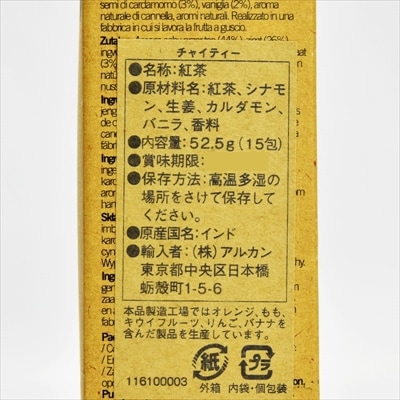 semi di cardamomo (3%), vaniglia (2%), aroma
naturale di cannella, aromi naturali. Realizzato in una
fabbrica in cui si lavora la frutta a guscio.
チャイティー
●名称:紅茶
●原材料名:紅茶、シナモ
ン、生姜、カルダモン、
バニラ、香料
●内容量:52.5g(15包)
●賞味期限:
●保存方法:高温多湿の
場所をさけて保存して
ください。
●原産国名:インド
●輸入者:(株)アルカン
東京都中央区日本橋
蛎殻町1-5-6
本品製造工場ではオレンジ、もも、
キウイフルーツ、りんご、バナナを
含んだ製品を生産しています。
紙 プラ
116100003 外箱 内袋・個包装